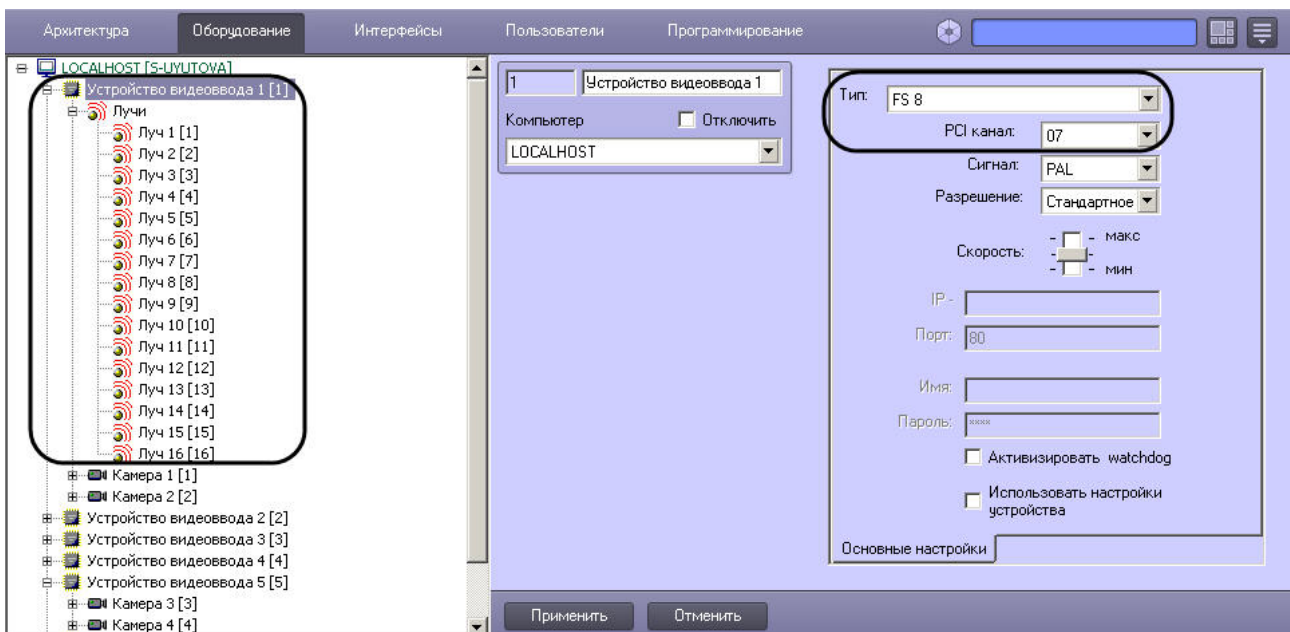 Архитектура Оборудование Интерфейсы Пользователи Программирование
LOCALHOST [S-UYUTOVA]
Устройство видеоввода 1 [1]
Лучи
Луч 1 [1]
Луч 2 [2]
Луч 3 [3]
Луч 4 [4]
Луч 5 [5]
Луч 6 [6]
Луч 7 [7]
Луч 8 [8]
Луч 9 [9]
Луч 10 [10]
Луч 11 [11]
Луч 12 [12]
Луч 13 [13]
Луч 14 [14]
Луч 15 [15]
Луч 16 [16]
Камера 1 [1]
Камера 2 [2]
Устройство видеоввода 2 [2]
Устройство видеоввода 3 [3]
Устройство видеоввода 4 [4]
Устройство видеоввода 5 [5]
Камера 3 [3]
Камера 4 [4]
1 Устройство видеоввода 1
Компьютер Отключить
LOCALHOST
Тип: FS 8
PCI канал: 07
Сигнал: PAL
Разрешение: Стандартное
Скорость: - - макс
-
- - мин
IP -
Порт: 80
Имя:
Пароль: ××××
Активизировать watchdog
Использовать настройки
устройства
Основные настройки
Применить Отменить